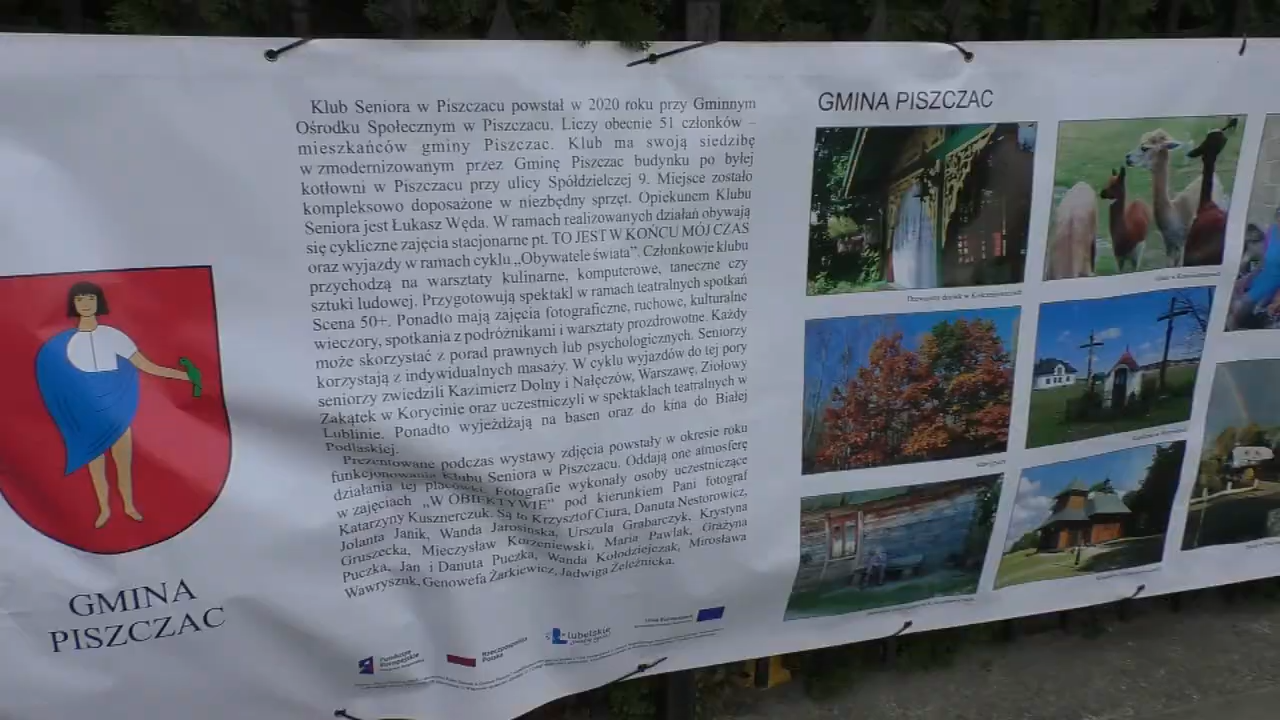 Klub Seniora w Piszczacu powstał w 2020 roku przy Gminnym
Ośrodku Społecznym w Piszczacu. Liczy obecnie 51 członków –
mieszkańców gminy Piszczac. Klub ma swoją siedzibę
w zmodernizowanym przez Gminę Piszczac budynku po byłej
kotłowni w Piszczacu przy ulicy Spółdzielczej 9. Miejsce zostało
kompleksowo doposażone w niezbędny sprzęt. Opiekunem Klubu
Seniora jest Łukasz Węda. W ramach realizowanych działań obywają
się cykliczne zajęcia stacjonarne pt. TO JEST W KOŃCU MÓJ CZAS
oraz wyjazdy w ramach cyklu „Obywatele świata”. Członkowie klubu
przychodzą na warsztaty kulinarne, komputerowe, taneczne czy
sztuki ludowej. Przygotowują spektakl w ramach teatralnych spotkań
Scena 50+. Ponadto mają zajęcia fotograficzne, ruchowe, kulturalne
wieczory, spotkania z podróżnikami i warsztaty prozdrowotne. Każdy
może skorzystać z porad prawnych lub psychologicznych. Seniorzy
korzystają z indywidualnych masazy. W cyklu wyjazdów do tej pory
seniorzy zwiedzili Kazimierz Dolny i Nałęczów, Warszawę, Ziołowy
Zakątek w Korycinie oraz uczestniczyli w spektaklach teatralnych w
Lublinie. Ponadto wyjeżdżają na basen oraz do kina do Białej
Podlaskiej.
Prezentowane podczas wystawy zdjęcia powstały w okresie roku
funkcjonowania Klubu Seniora w Piszczacu. Oddają one atmosferę
działania tej placówki. Fotografie wykonały osoby uczestniczące
w zajęciach „W OBIEKTYWIE” pod kierunkiem Pani fotograf
Katarzyny Kusznerczuk. Są to Krzysztof Ciura, Danuta Nestorowicz,
Jolanta Janik, Wanda Jarosińska, Urszula Grabarczyk, Krystyna
Gruszecka, Mieczysław Korzeniewski, Maria Pawlak, Grażyna
Puczka, Jan i Danuta Puczka, Wanda Kołodziejczak, Mirosława
Wawryszuk, Genowefa Żarkiewicz, Jadwiga Żeleźnicka.
GMINA
PISZCZAC
Fundusze
Europejskie
Rzeczpospolita
Polska
lubelskie
Unia Europejska
GMINA PISZCZAC